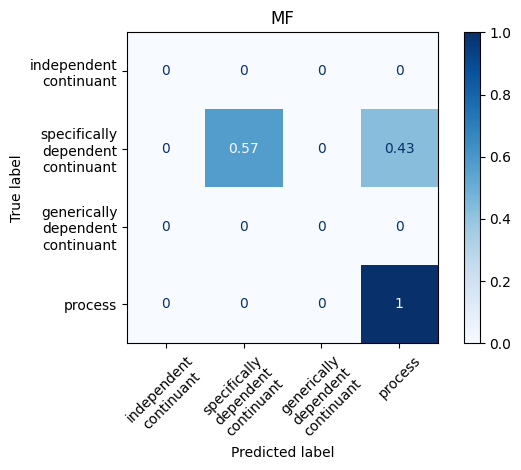 MF
True label
independent
continuant
0 0 0 0
specifically
dependent
continuant
0 0.57 0 0.43
generically
dependent
continuant
0 0 0 0
process
0 0 0 1
independent
continuant
specifically
dependent
continuant
generically
dependent
continuant
process
Predicted label
1.0
0.8
0.6
0.4
0.2
0.0